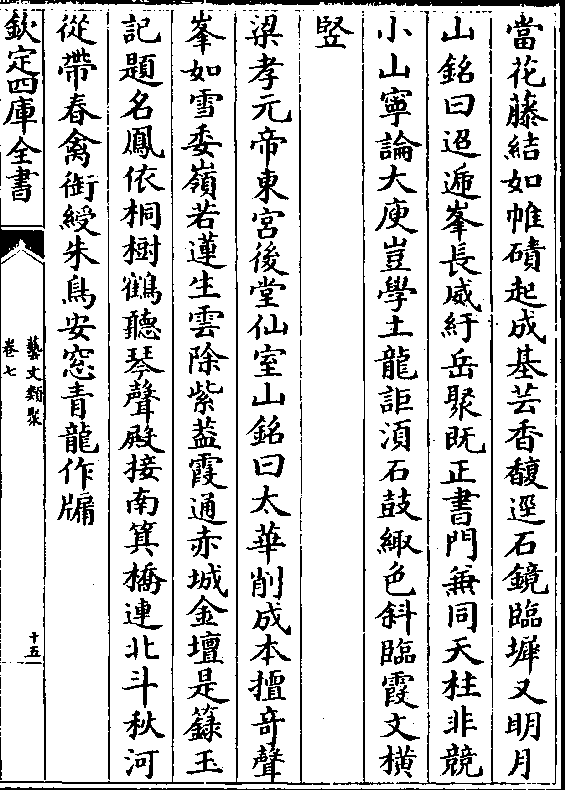 當花藤結如帷磧起成基芸香馥逕石鏡臨墀又明月
山銘曰迢遞峯長威紆岳聚既正書門兼同天柱非競
小山寧論大庾豈學土龍詎湏石鼓緅色斜臨霞文横
竪
梁孝元帝東宮後堂仙室山銘曰太華削成本擅奇聲
峯如雪委嶺若蓮生雲除紫葢霞通赤城金壇是籙玉
記題名鳳依桐樹鶴聽琴聲殿接南箕橋連北斗秋河
從帶春禽銜綬朱鳥安窓青龍作牖
欽定四庫全書
藝文類聚
卷七
十五